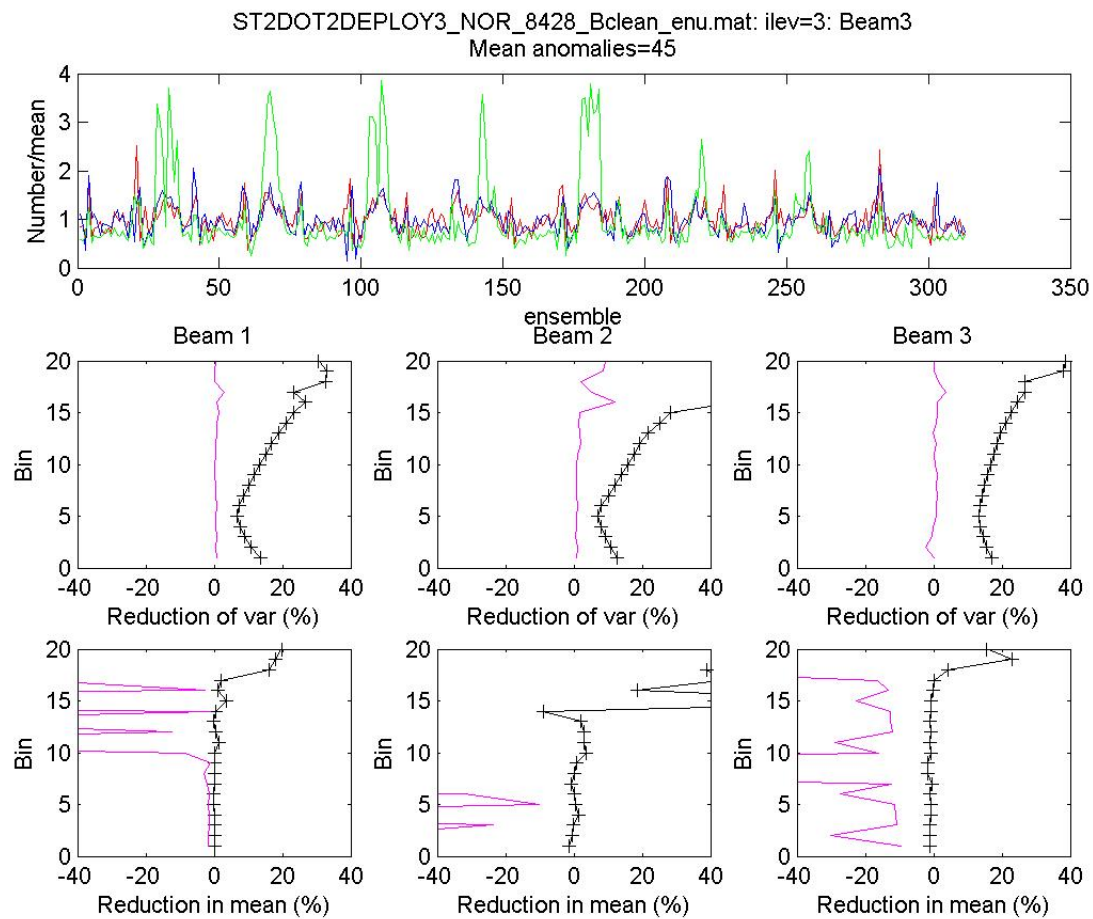 ST2DOT2DEPLOY3_NOR_8428_Bclean_enu.mat: ilev=3: Beam3
Mean anomalies=45
4
3
2
1
0
Number/mean
0 50 100 150 200 250 300 350
ensemble
Beam 1 Beam 2 Beam 3
20 20 20
15 15 15
10 10 10
5 5 5
0 0 0
Bin Bin Bin
-40 -20 0 20 40 -40 -20 0 20 40 -40 -20 0 20 40
Reduction of var (%) Reduction of var (%) Reduction of var (%)
20 20 20
15 15 15
10 10 10
5 5 5
0 0 0
Bin Bin Bin
-40 -20 0 20 40 -40 -20 0 20 40 -40 -20 0 20 40
Reduction in mean (%) Reduction in mean (%) Reduction in mean (%)